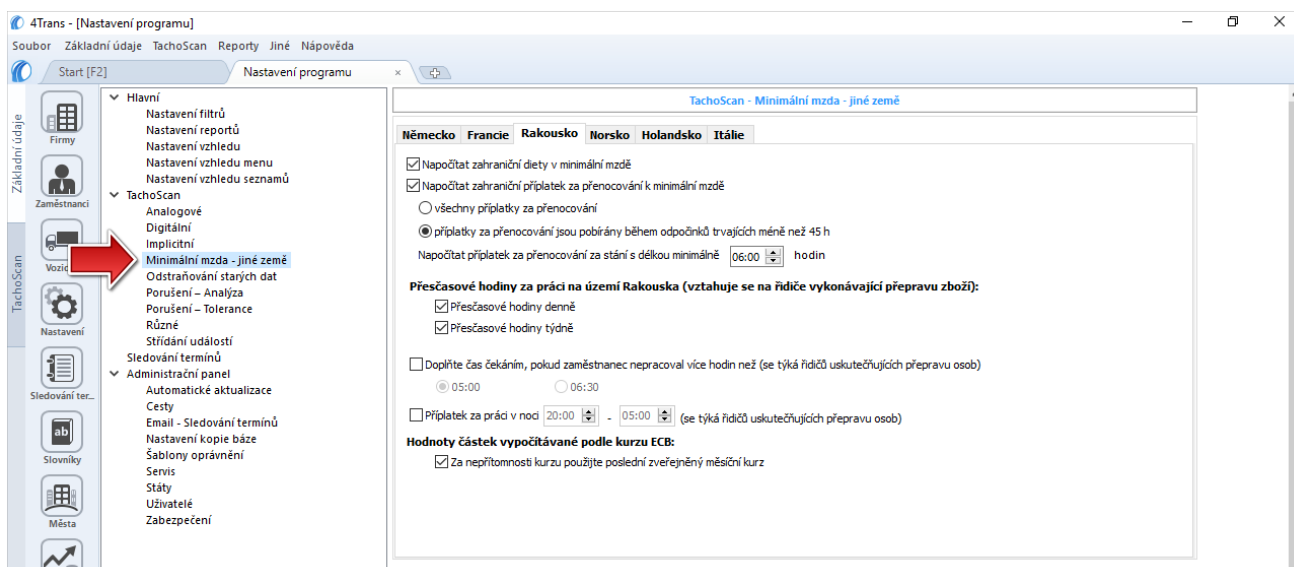 4Trans - [Nastavení programu]
Soubor Základní údaje TachoScan Reporty Jiné Nápověda
Start [F2] Nastavení programu
Základní údaje
TachoScan
Firmy
Zaměstnanci
Nastavení
Sledování ter...
ab
Slovníky
Města
Hlavní
Nastavení filtrů
Nastavení reportů
Nastavení vzhledu
Nastavení vzhledu menu
Nastavení vzhledu seznamů
TachoScan
Analogové
Digitální
Implicitní
Minimální mzda - jiné země
Odstraňování starých dat
Porušení – Analýza
Porušení – Tolerance
Různé
Střídání událostí
Sledování termínů
Administrační panel
Automatické aktualizace
Cesty
Email - Sledování termínů
Nastavení kopie báze
Šablony oprávnění
Servis
Státy
Uživatelé
Zabezpečení
TachoScan - Minimální mzda - jiné země
Německo Francie Rakousko Norsko Holandsko Itálie
Napočítat zahraniční diety v minimální mzdě
Napočítat zahraniční příplatek za přenocování k minimální mzdě
všechny příplatky za přenocování
příplatky za přenocování jsou pobírány během odpočinků trvajících méně než 45 h
Napočítat příplatek za přenocování za stání s délkou minimálně 06:00 hodin
Přesčasové hodiny za práci na území Rakouska (vztahuje se na řidiče vykonávající přepravu zboží):
Přesčasové hodiny denně
Přesčasové hodiny týdně
Doplňte čas čekáním, pokud zaměstnanec nepracoval více hodin než (se týká řidičů uskutečňujících přepravu osob)
05:00 06:30
Příplatek za práci v noci 20:00 - 05:00 (se týká řidičů uskutečňujících přepravu osob)
Hodnoty částek vypočítávané podle kurzu ECB:
Za nepřítomnosti kurzu použijte poslední zveřejněný měsíční kurz